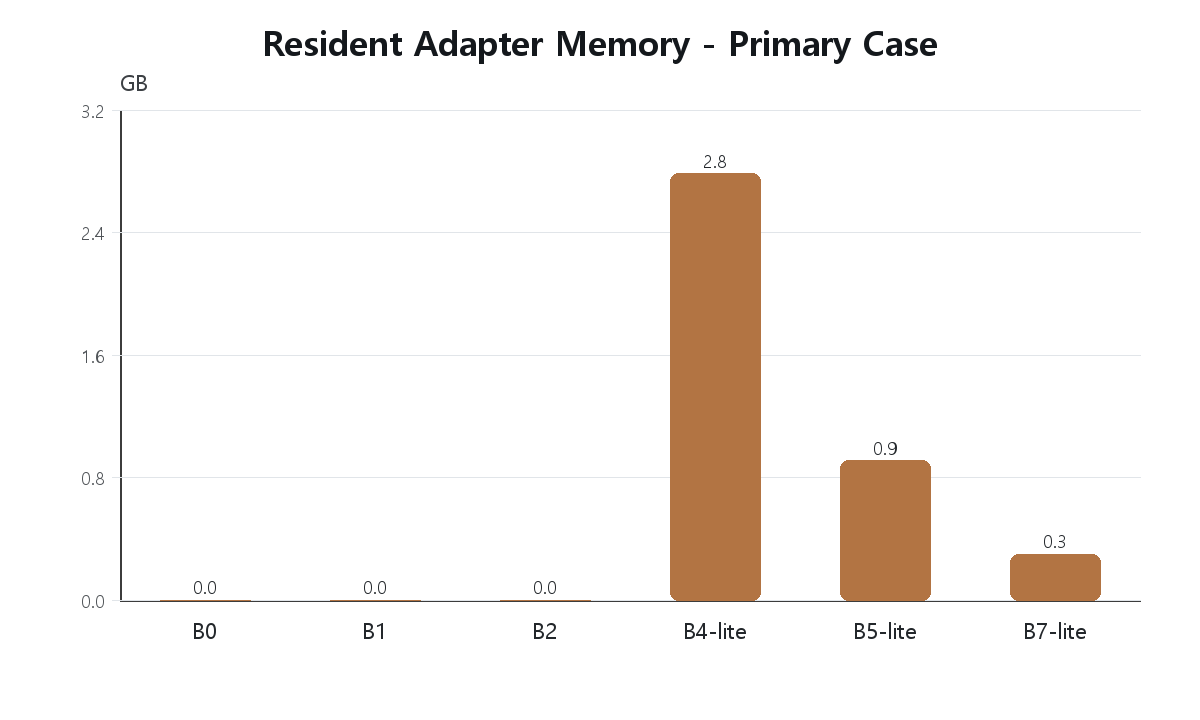 Resident Adapter Memory - Primary Case
GB
3.2
2.4
1.6
0.8
0.0
0.0
0.0
0.0
2.8
0.9
0.3
B0
B1
B2
B4-lite
B5-lite
B7-lite